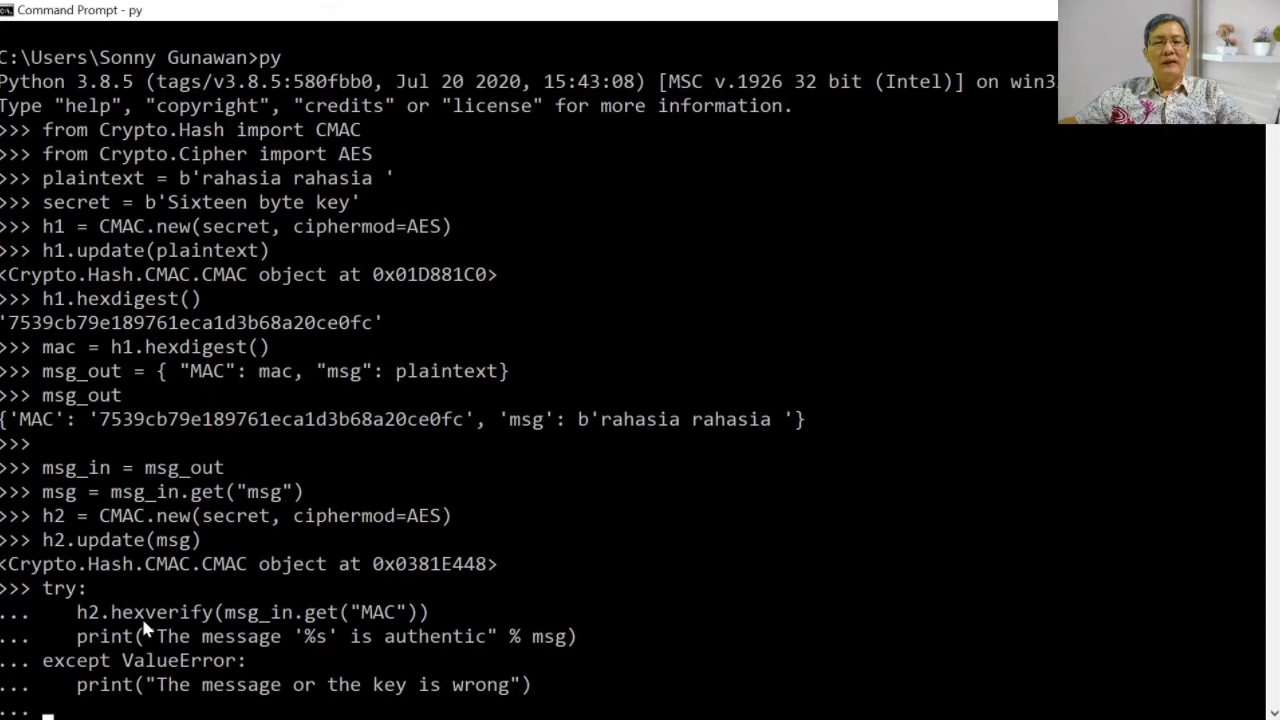 Command Prompt - py
C:\Users\Sonny Gunawan>py
Python 3.8.5 (tags/v3.8.5:580fbb0, Jul 20 2020, 15:43:08) [MSC v.1926 32 bit (Intel)] on win3
Type "help", "copyright", "credits" or "license" for more information.
>>> from Crypto.Hash import CMAC
>>> from Crypto.Cipher import AES
>>> plaintext = b'rahasia rahasia '
>>> secret = b'Sixteen byte key'
>>> h1 = CMAC.new(secret, ciphermod=AES)
>>> h1.update(plaintext)
<Crypto.Hash.CMAC.CMAC object at 0x01D881C0>
>>> h1.hexdigest()
'7539cb79e189761eca1d3b68a20ce0fc'
>>> mac = h1.hexdigest()
>>> msg_out = { "MAC": mac, "msg": plaintext}
>>> msg_out
{'MAC': '7539cb79e189761eca1d3b68a20ce0fc', 'msg': b'rahasia rahasia '}
>>>
>>> msg_in = msg_out
>>> msg = msg_in.get("msg")
>>> h2 = CMAC.new(secret, ciphermod=AES)
>>> h2.update(msg)
<Crypto.Hash.CMAC.CMAC object at 0x0381E448>
>>> try:
...     h2.hexverify(msg_in.get("MAC"))
...     print("The message '%s' is authentic" % msg)
... except ValueError:
...     print("The message or the key is wrong")
...